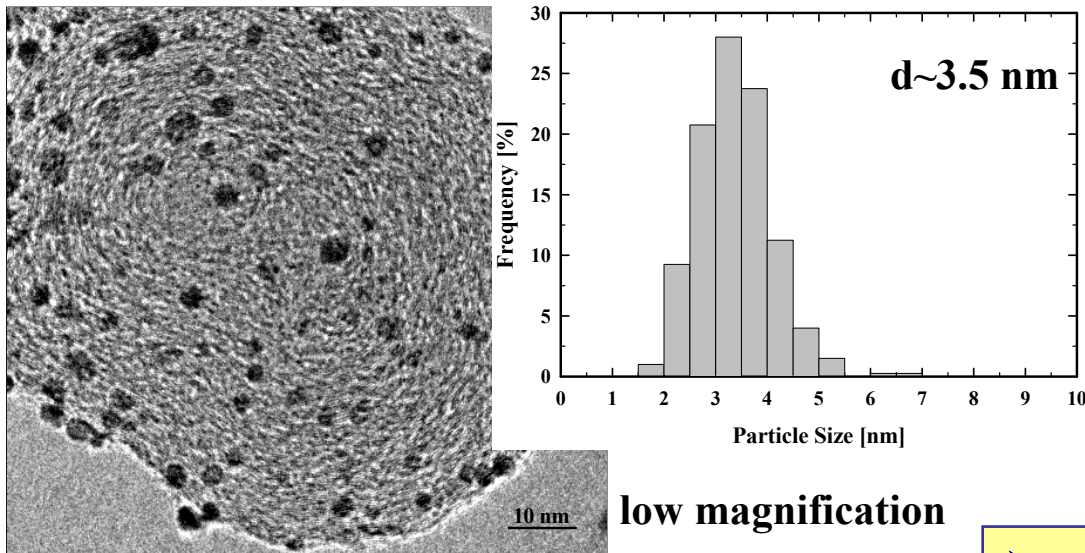 30
25
20
15
10
5
0
Frequency [%]
d~3.5 nm
0 1 2 3 4 5 6 7 8 9 10
Particle Size [nm]
10 nm
low magnification